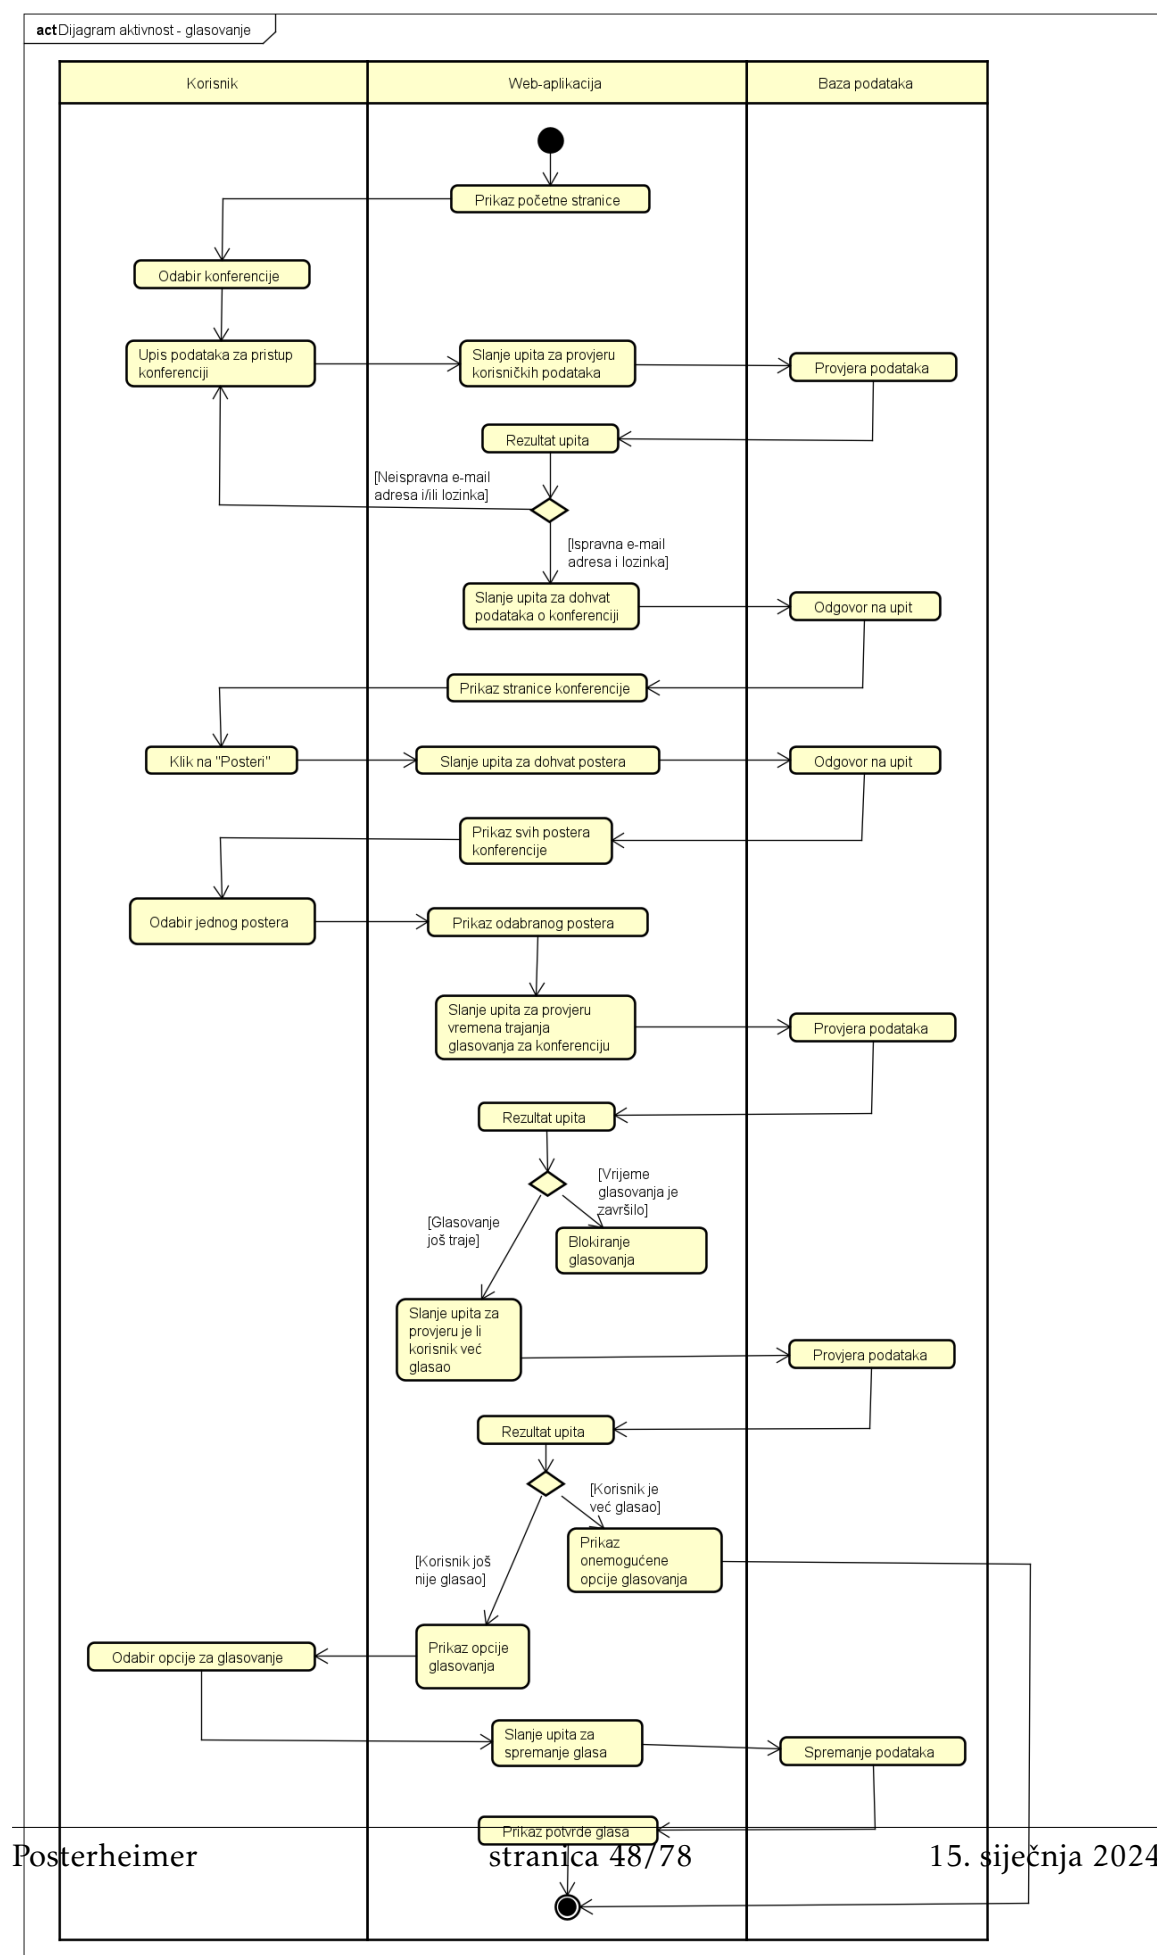 act Dijagram aktivnost - glasovanje
Korisnik
Web-aplikacija
Baza podataka
Prikaz početne stranice
Odabir konferencije
Upis podataka za pristup
konferenciji
Slanje upita za provjeru
korisničkih podataka
Provjera podataka
Rezultat upita
[Neispravna e-mail
adresa i/ili lozinka]
[Ispravna e-mail
adresa i lozinka]
Slanje upita za dohvat
podataka o konferenciji
Odgovor na upit
Prikaz stranice konferencije
Klik na "Posteri"
Slanje upita za dohvat postera
Odgovor na upit
Prikaz svih postera
konferencije
Odabir jednog postera
Prikaz odabranog postera
Slanje upita za provjeru
vremena trajanja
glasovanja za konferenciju
Provjera podataka
Rezultat upita
[Vrijeme
glasovanja je
završilo]
[Glasovanje
još traje]
Blokiranje
glasovanja
Slanje upita za
provjeru je li
korisnik već
glasao
Provjera podataka
Rezultat upita
[Korisnik je
već glasao]
[Korisnik još
nije glasao]
Prikaz
onemogućene
opcije glasovanja
Prikaz opcije
glasovanja
Odabir opcije za glasovanje
Slanje upita za
spremanje glasa
Spremanje podataka
Prikaz potvrde glasa
Posterheimer
stranica 48/78
15. siječnja 2024